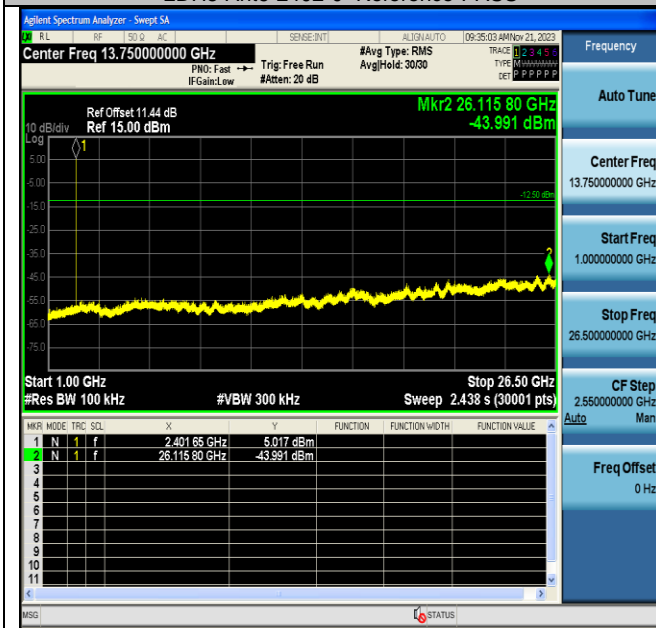 Agilent Spectrum Analyzer - Swept SA
RL RF 50 Ω AC SENSE:INT ALIGN AUTO 09:35:03 AM Nov 21, 2023
Center Freq 13.750000000 GHz
#Avg Type: RMS
TRACE 1 2 3 4 5 6
PNO: Fast Trig: Free Run Avg|Hold: 30/30
TYPE M
IFGain:Low #Atten: 20 dB
DET P P P P P
Mkr2 26.115 80 GHz
-43.991 dBm
Ref Offset 11.44 dB
10 dB/div Ref 15.00 dBm
Log
1
5.00
-5.00
-12.50 dBm
-15.0
-25.0
-35.0
2
-45.0
-55.0
-65.0
-75.0
Start 1.00 GHz Stop 26.50 GHz
#Res BW 100 kHz #VBW 300 kHz Sweep 2.438 s (30001 pts)
MKR MODE TRC SCL X Y FUNCTION FUNCTION WIDTH FUNCTION VALUE
1 N 1 f 2.401 65 GHz 5.017 dBm
2 N 1 f 26.115 80 GHz -43.991 dBm
3
4
5
6
7
8
9
10
11
MSG STATUS
Frequency
Auto Tune
Center Freq
13.750000000 GHz
Start Freq
1.000000000 GHz
Stop Freq
26.500000000 GHz
CF Step
2.550000000 GHz
Auto Man
Freq Offset
0 Hz